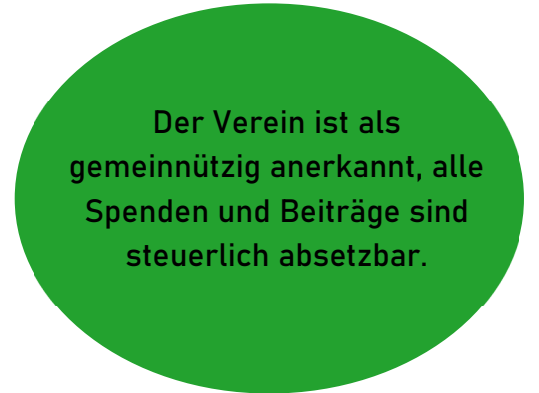 Der Verein ist als
gemeinnützig anerkannt, alle
Spenden und Beiträge sind
steuerlich absetzbar.